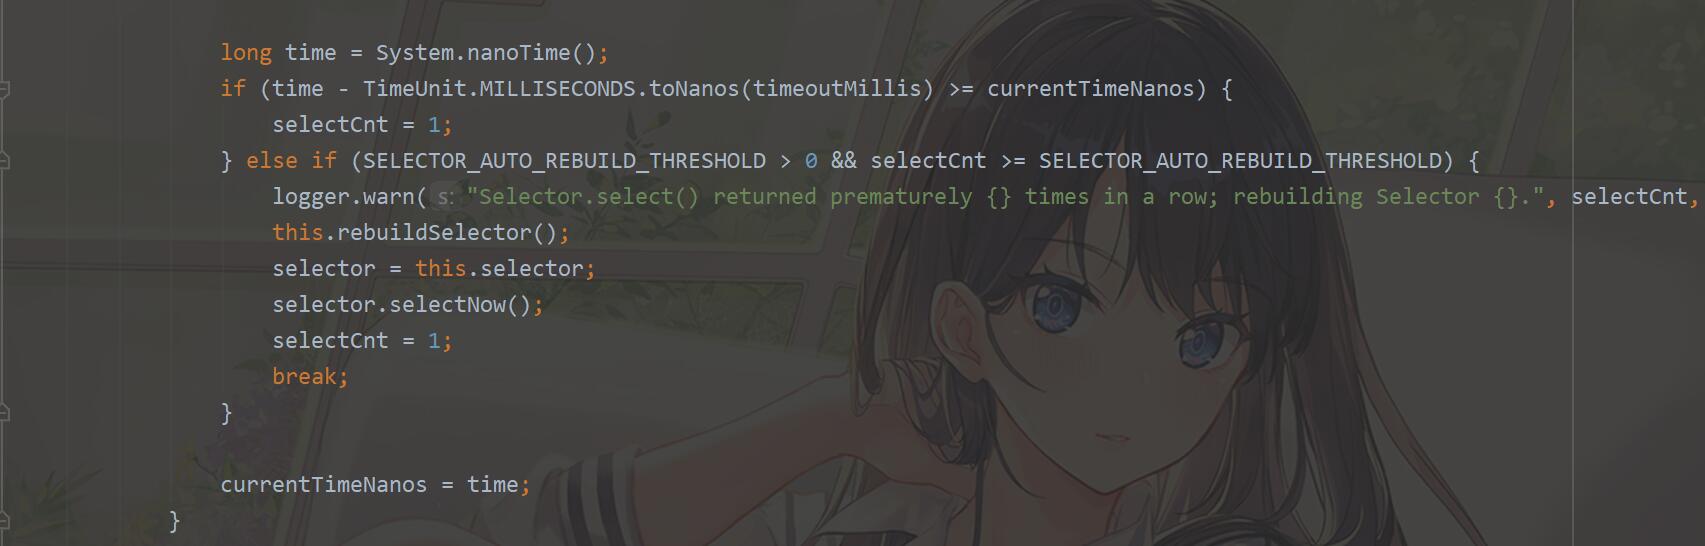 long time = System.nanoTime();
if (time - TimeUnit.MILLISECONDS.toNanos(timeoutMillis) >= currentTimeNanos) {
selectCnt = 1;
} else if (SELECTOR_AUTO_REBUILD_THRESHOLD > 0 && selectCnt >= SELECTOR_AUTO_REBUILD_THRESHOLD) {
logger.warn( s: "Selector.select() returned prematurely {} times in a row; rebuilding Selector {}.", selectCnt,
this.rebuildSelector();
selector = this.selector;
selector.selectNow();
selectCnt = 1;
break;
}
currentTimeNanos = time;
}